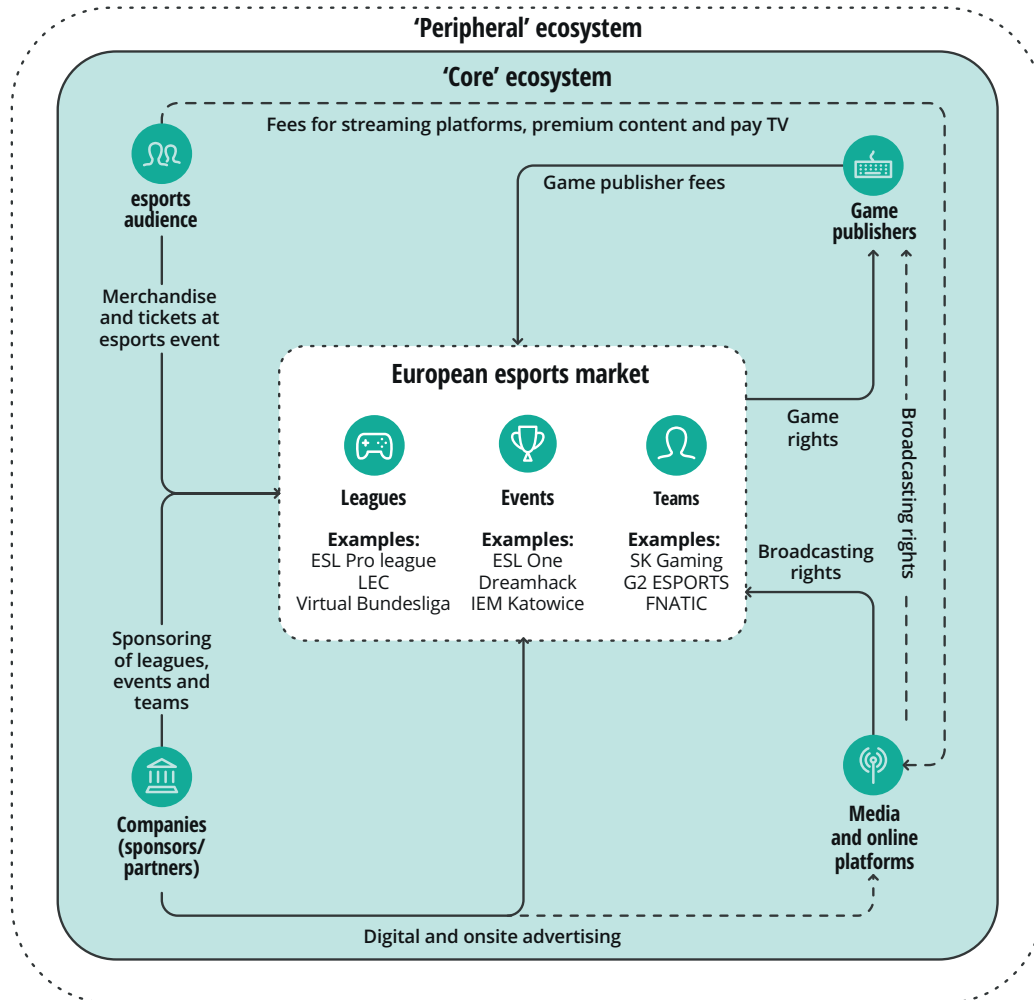 ‘Peripheral’ ecosystem
‘Core’ ecosystem
Fees for streaming platforms, premium content and pay TV
esports
audience
Game publisher fees
Game
publishers
Merchandise
and tickets at
esports event
European esports market
Leagues
Examples:
ESL Pro league
LEC
Virtual Bundesliga
Events
Examples:
ESL One
Dreamhack
IEM Katowice
Teams
Examples:
SK Gaming
G2 ESPORTS
FNATIC
Game
rights
Broadcasting rights
Broadcasting
rights
Sponsoring
of leagues,
events and
teams
Companies
(sponsors/
partners)
Media
and online
platforms
Digital and onsite advertising